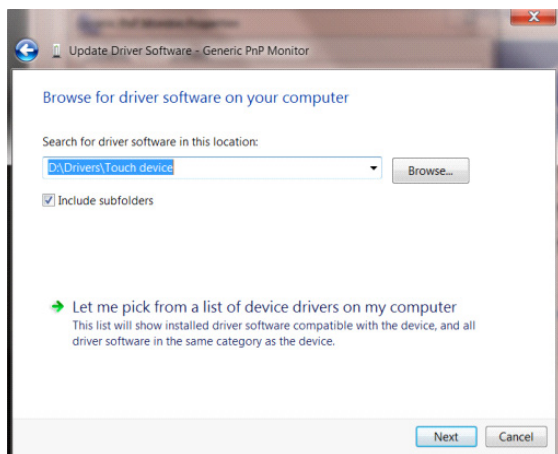 Update Driver Software - Generic PnP Monitor
Browse for driver software on your computer
Search for driver software in this location:
D:\Drivers\Touch device
Browse...
Include subfolders
Let me pick from a list of device drivers on my computer
This list will show installed driver software compatible with the device, and all
driver software in the same category as the device.
Next
Cancel